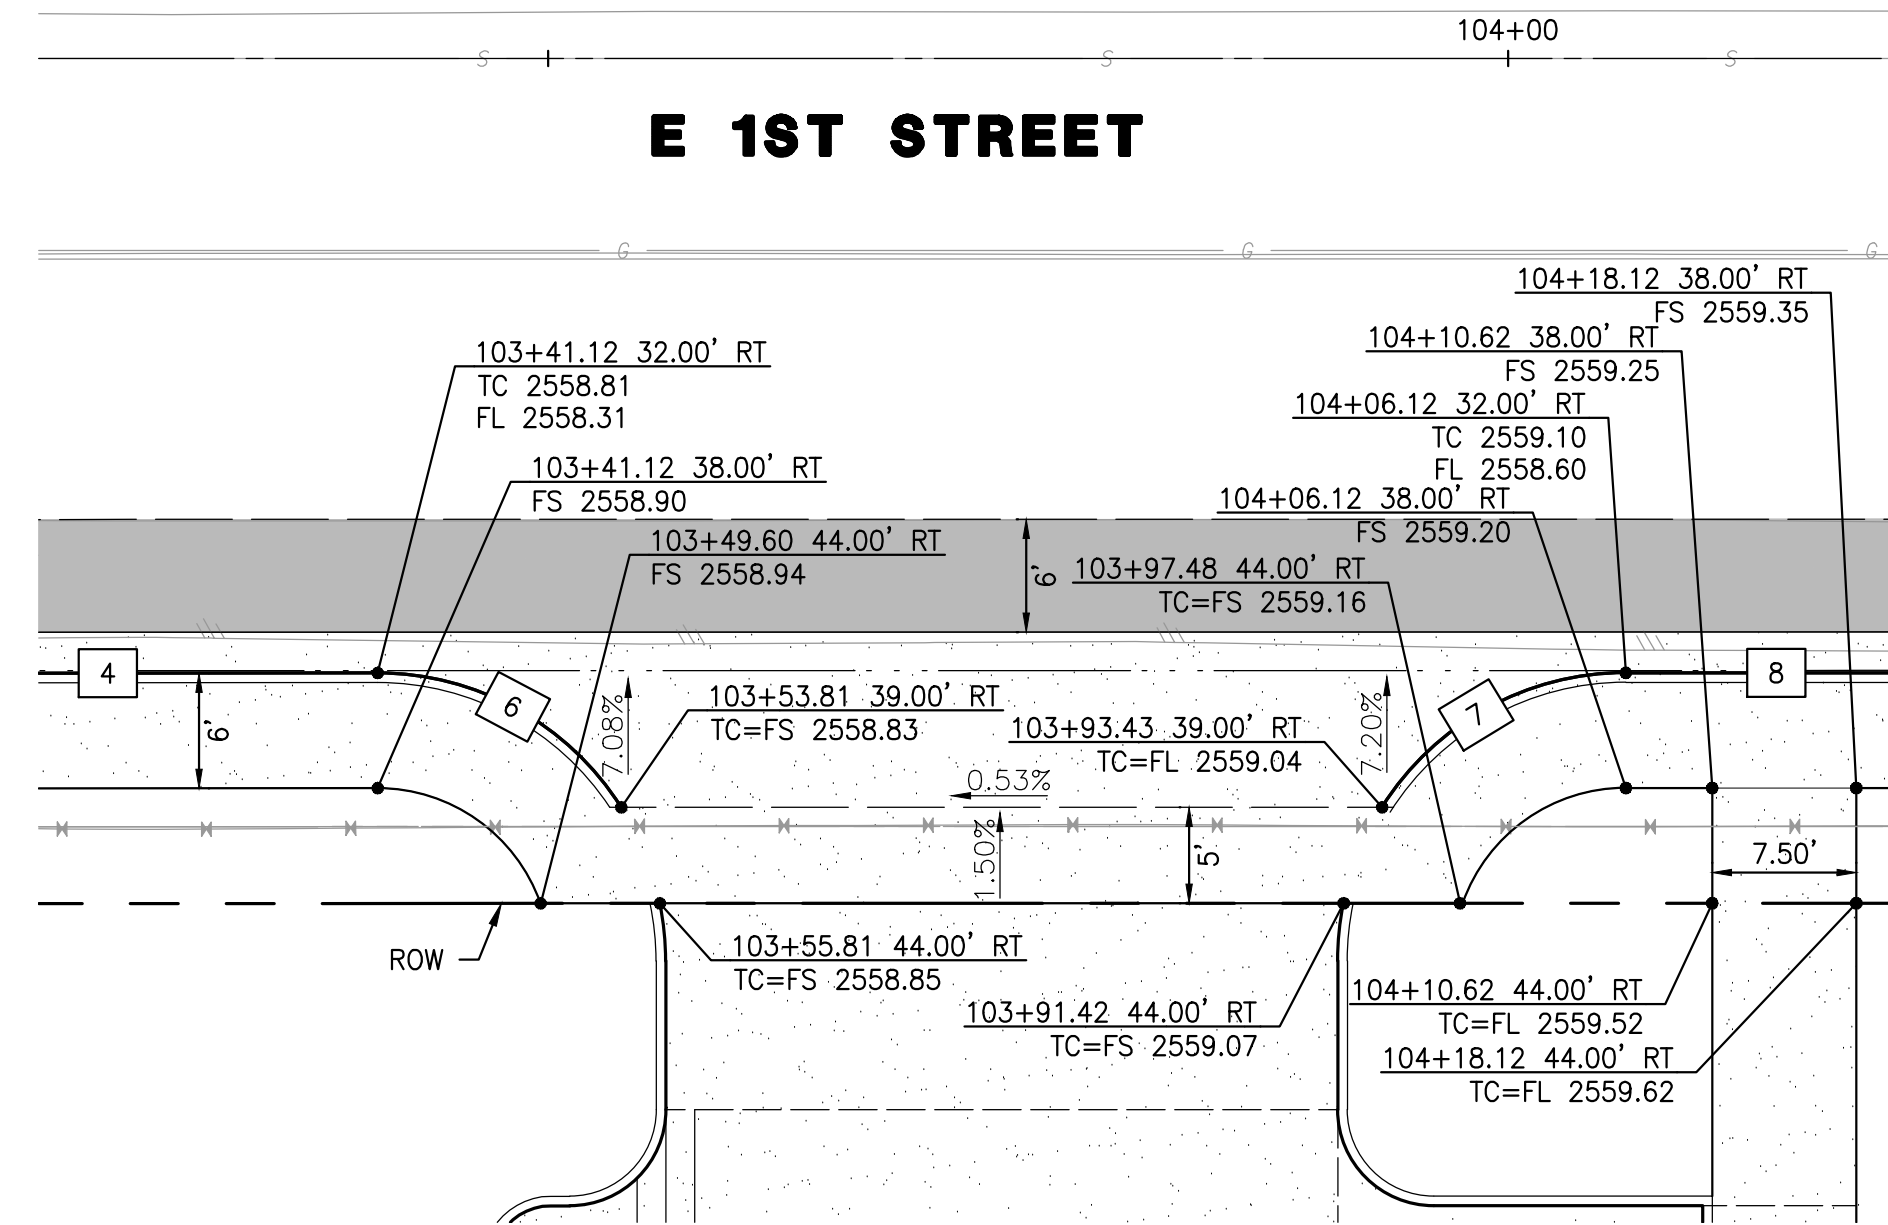 104+00
S
S
S
E 1ST STREET
G
G
G
104+18.12 38.00' RT
FS 2559.35
104+10.62 38.00' RT
FS 2559.25
103+41.12 32.00' RT
TC 2558.81
FL 2558.31
104+06.12 32.00' RT
TC 2559.10
FL 2558.60
103+41.12 38.00' RT
FS 2558.90
104+06.12 38.00' RT
FS 2559.20
103+49.60 44.00' RT
FS 2558.94
6'
103+97.48 44.00' RT
TC=FS 2559.16
4
6
7
8
6'
7.08%
103+53.81 39.00' RT
TC=FS 2558.83
103+93.43 39.00' RT
TC=FL 2559.04
7.20%
0.53%
1.50%
5'
7.50'
ROW
103+55.81 44.00' RT
TC=FS 2558.85
103+91.42 44.00' RT
TC=FS 2559.07
104+10.62 44.00' RT
TC=FL 2559.52
104+18.12 44.00' RT
TC=FL 2559.62